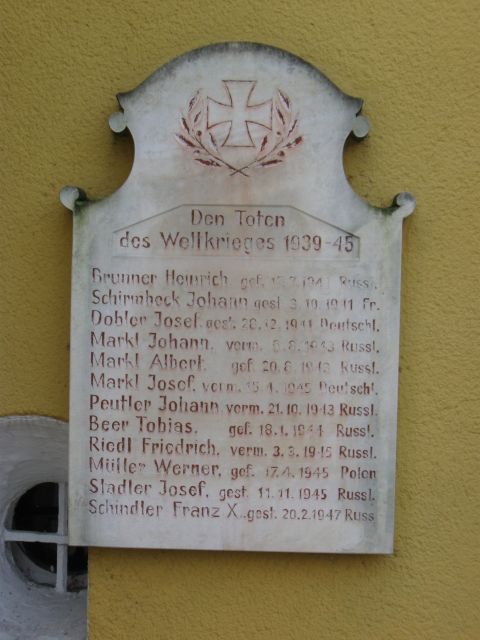 Den Toten
des Weltkrieges 1939-45
Brunner Heinrich gef. Russl.
Schirmbeck Johann gest. 3.10.1941 Fr.
Dobler Josef gest. 28.12.1941 Deutschl.
Markl Johann, verm. 8.8.1943 Russl.
Markl Albert, gef. 20.8.1943 Russl.
Markl Josef, verm. 15.4.1945 Deutschl.
Peutler Johann verm. 21.10.1943 Russl.
Beer Tobias, gef. 18.1.1944 Russl.
Riedl Friedrich, verm. 3.3.1945 Russl.
Müller Werner, gef. 17.4.1945 Polen
Stadler Josef, gest. 11.11.1945 Russl.
Schindler Franz X., gest. 20.2.1947 Russ